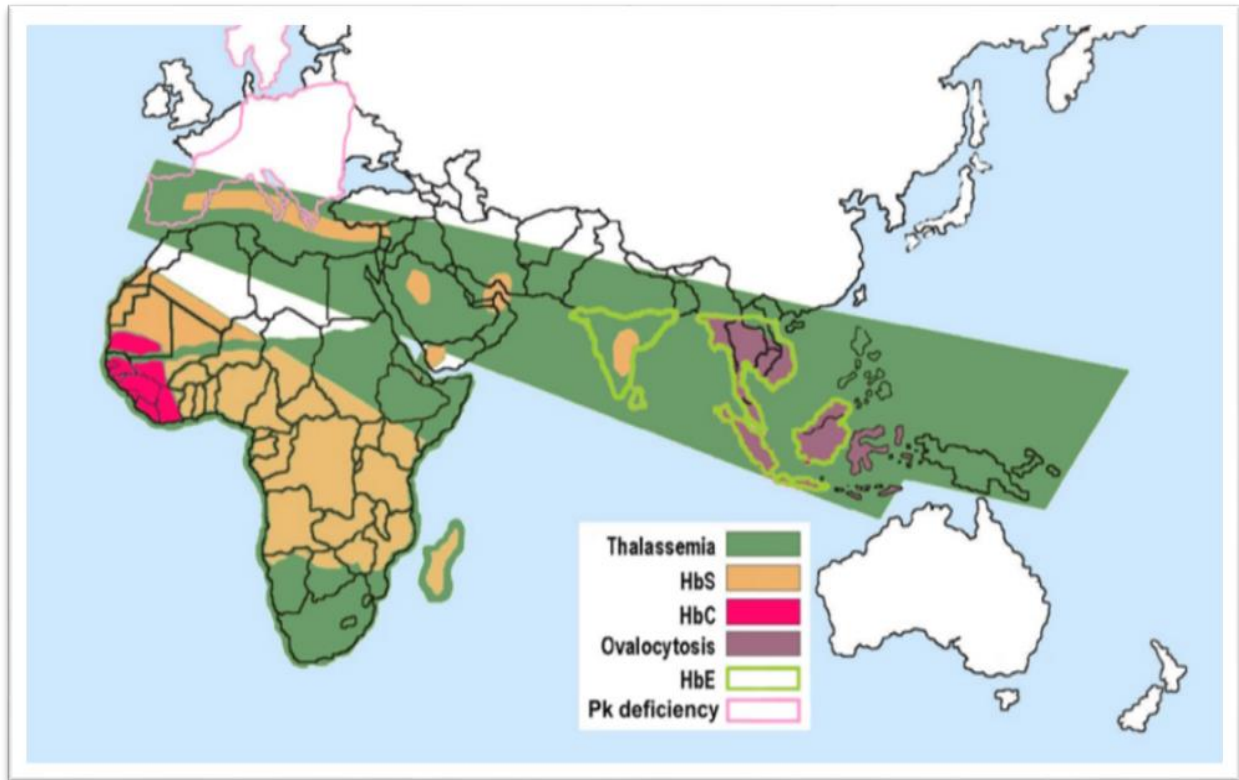 Thalassemia
HbS
HbC
Ovalocytosis
HbE
Pk deficiency